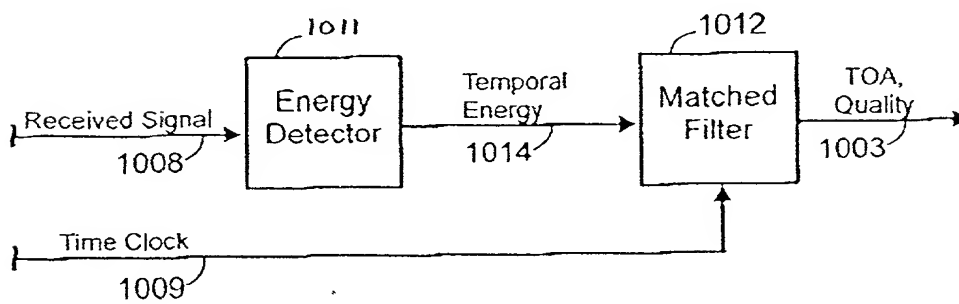 1011
1012
Energy
Detector
Temporal
Energy
Matched
Filter
TOA,
Quality
Received Signal
1008
1014
1003
Time Clock
1009